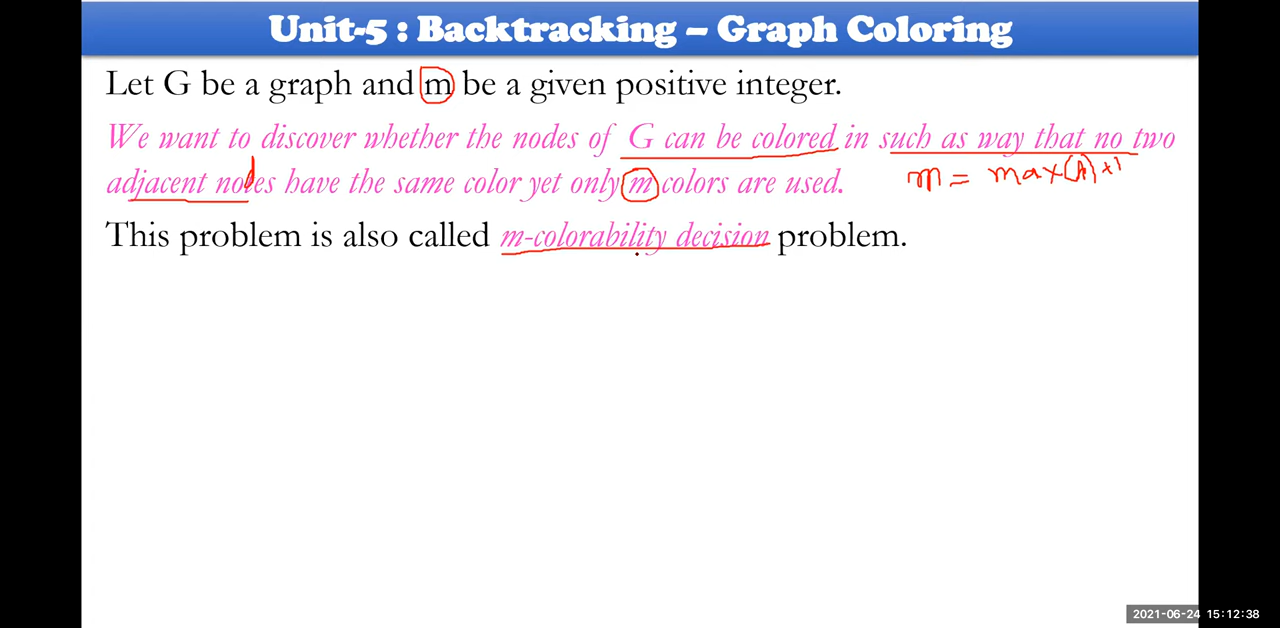 Unit-5 : Backtracking – Graph Coloring
Let G be a graph and m be a given positive integer.
We want to discover whether the nodes of G can be colored in such as way that no two
adjacent nodes have the same color yet only m colors are used.
m = max(d)+1
This problem is also called m-colorability decision problem.
2021-06-24 15:12:38